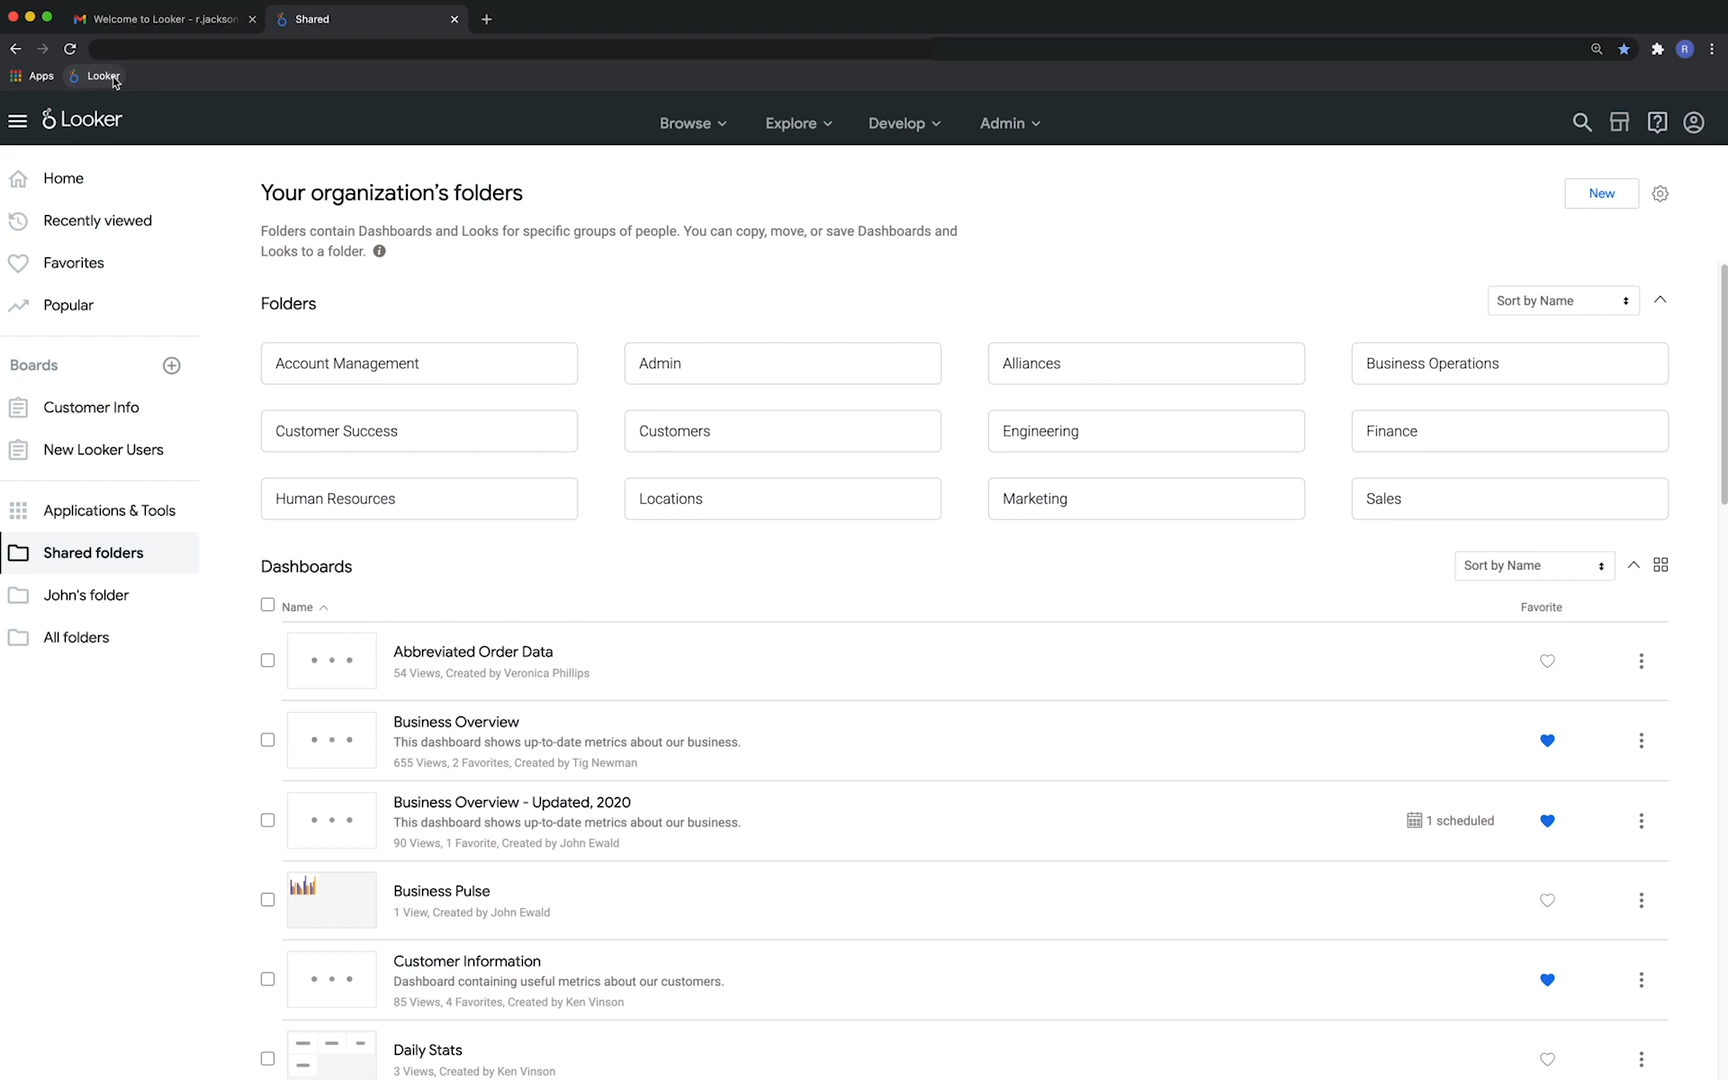 Welcome to Looker - r.jackson
Shared
Apps
Looker
R
Looker
Browse
Explore
Develop
Admin
Home
Recently viewed
Favorites
Popular
Boards
Customer Info
New Looker Users
Applications & Tools
Shared folders
John's folder
All folders
Your organization’s folders
New
Folders contain Dashboards and Looks for specific groups of people. You can copy, move, or save Dashboards and
Looks to a folder.
Folders
Sort by Name
Account Management
Admin
Alliances
Business Operations
Customer Success
Customers
Engineering
Finance
Human Resources
Locations
Marketing
Sales
Dashboards
Sort by Name
Name
Favorite
Abbreviated Order Data
54 Views, Created by Veronica Phillips
Business Overview
This dashboard shows up-to-date metrics about our business.
655 Views, 2 Favorites, Created by Tig Newman
Business Overview - Updated, 2020
This dashboard shows up-to-date metrics about our business.
90 Views, 1 Favorite, Created by John Ewald
1 scheduled
Business Pulse
1 View, Created by John Ewald
Customer Information
Dashboard containing useful metrics about our customers.
85 Views, 4 Favorites, Created by Ken Vinson
Daily Stats
3 Views, Created by Ken Vinson